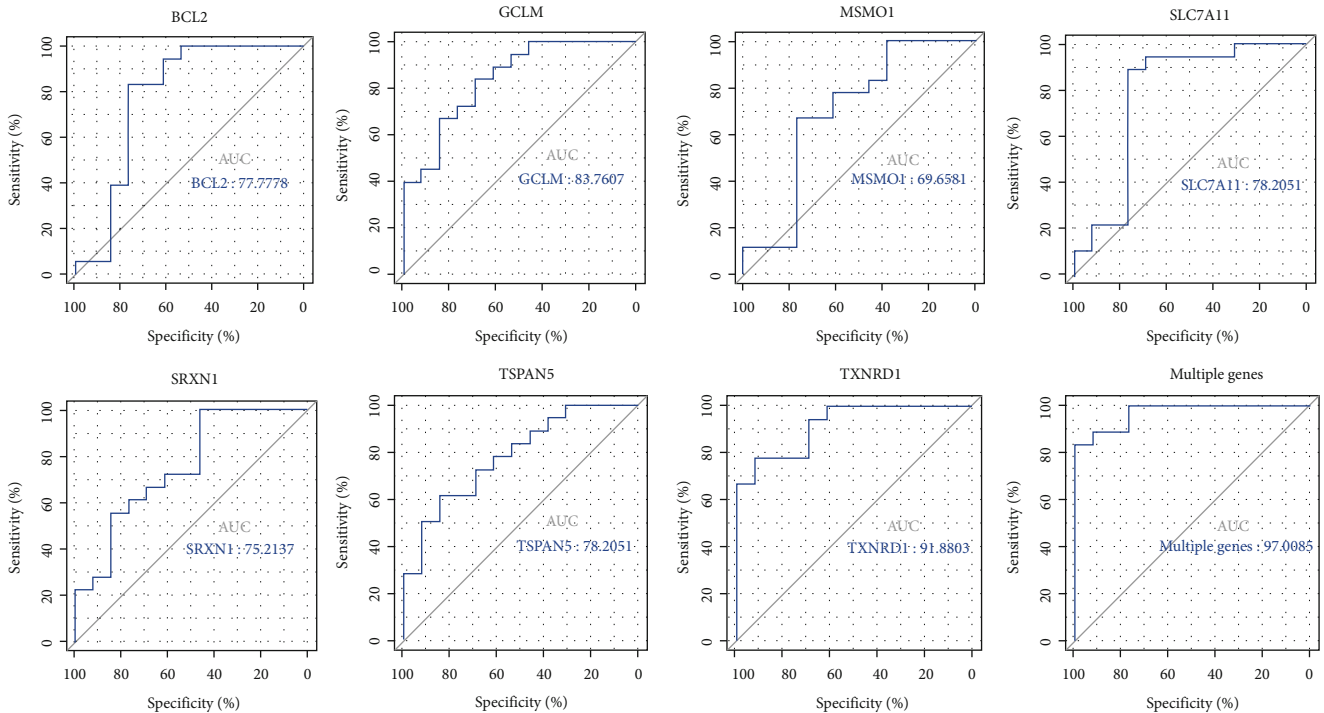 BCL2
Sensitivity (%)
100
80
60
40
20
0
AUC
BCL2 : 77.7778
100 80 60 40 20 0
Specificity (%)
GCLM
Sensitivity (%)
100
80
60
40
20
0
AUC
GCLM : 83.7607
100 80 60 40 20 0
Specificity (%)
MSMO1
Sensitivity (%)
100
80
60
40
20
0
AUC
MSMO1 : 69.6581
100 80 60 40 20 0
Specificity (%)
SLC7A11
Sensitivity (%)
100
80
60
40
20
0
AUC
SLC7A11 : 78.2051
100 80 60 40 20 0
Specificity (%)
SRXN1
Sensitivity (%)
100
80
60
40
20
0
AUC
SRXN1 : 75.2137
100 80 60 40 20 0
Specificity (%)
TSPAN5
Sensitivity (%)
100
80
60
40
20
0
AUC
TSPAN5 : 78.2051
100 80 60 40 20 0
Specificity (%)
TXNRD1
Sensitivity (%)
100
80
60
40
20
0
AUC
TXNRD1 : 91.8803
100 80 60 40 20 0
Specificity (%)
Multiple genes
Sensitivity (%)
100
80
60
40
20
0
AUC
Multiple genes : 97.0085
100 80 60 40 20 0
Specificity (%)